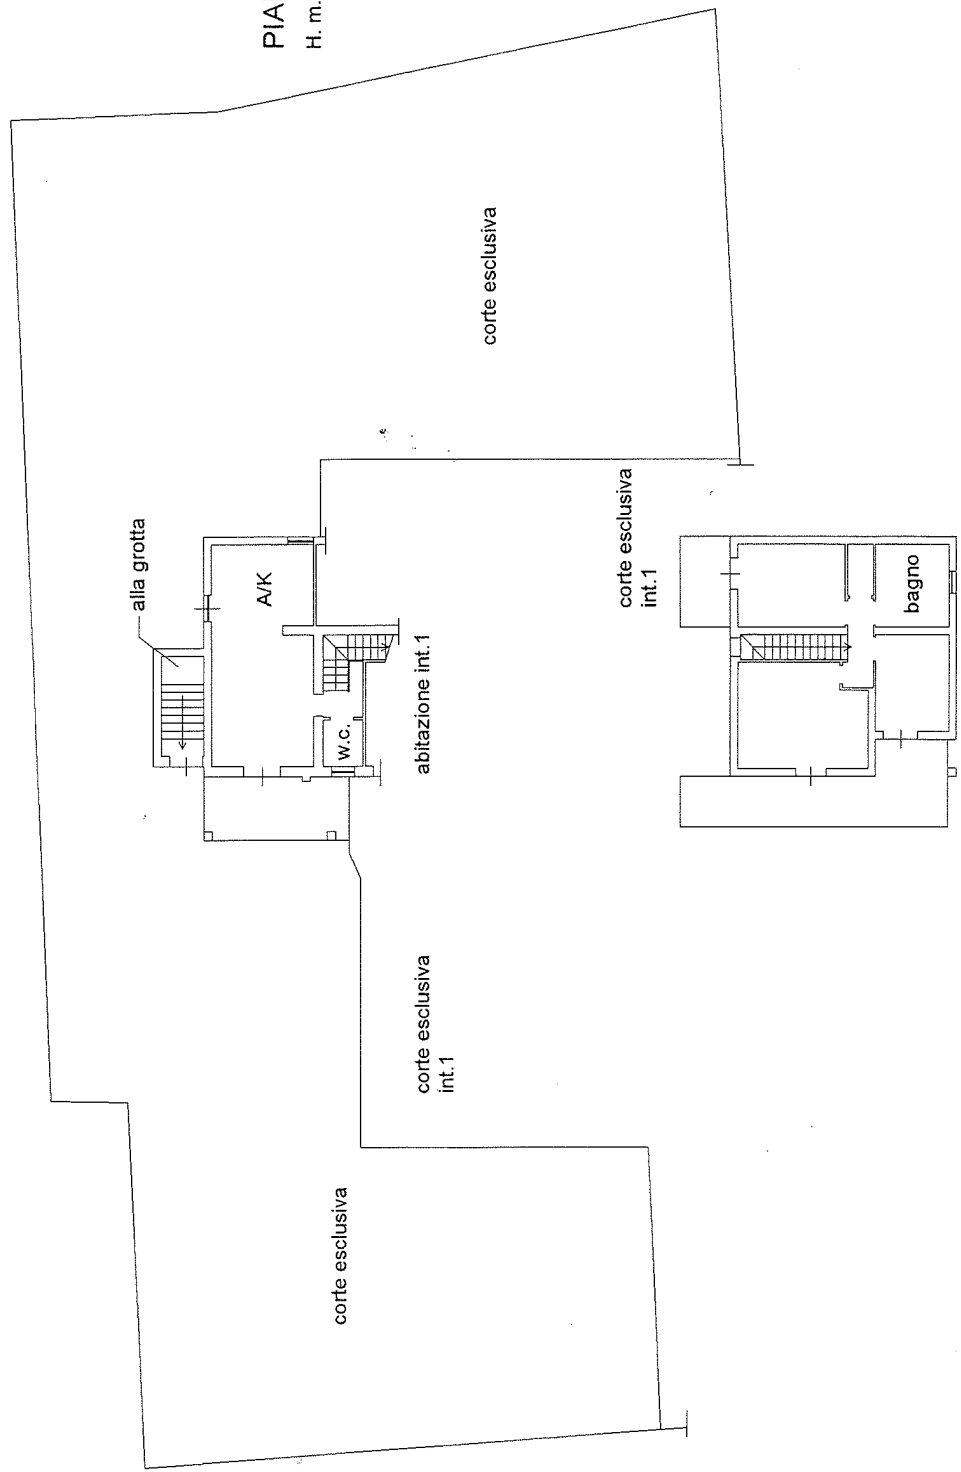 PIA
H. m.
corte esclusiva
alla grotta
A/K
w.c.
abitazione int.1
corte esclusiva
int.1
bagno
corte esclusiva
int.1
corte esclusiva